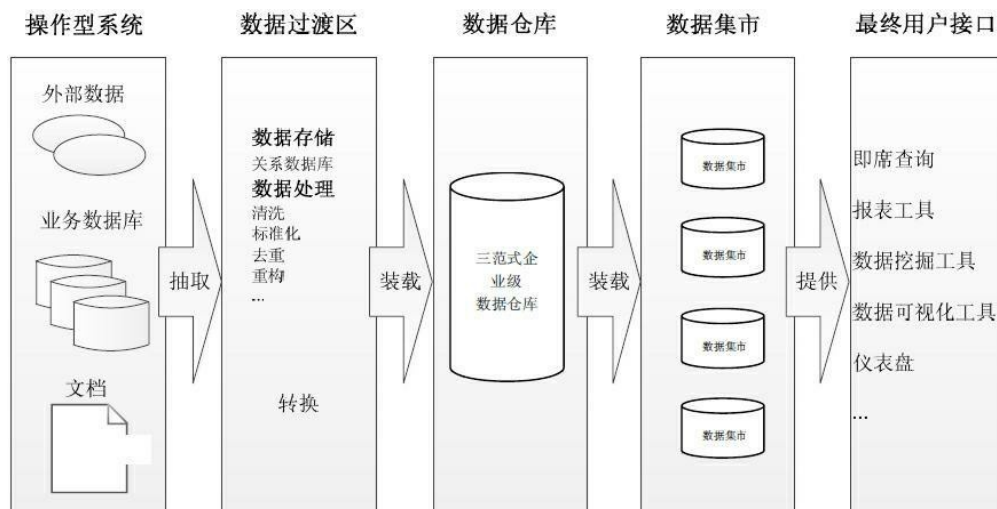 操作型系统
数据过渡区
数据仓库
数据集市
最终用户接口
外部数据
业务数据库
文档
抽取
数据存储
关系数据库
数据处理
清洗
标准化
去重
重构
...
转换
装载
三范式企
业级
数据仓库
装载
数据集市
数据集市
数据集市
数据集市
提供
即席查询
报表工具
数据挖掘工具
数据可视化工具
仪表盘
...